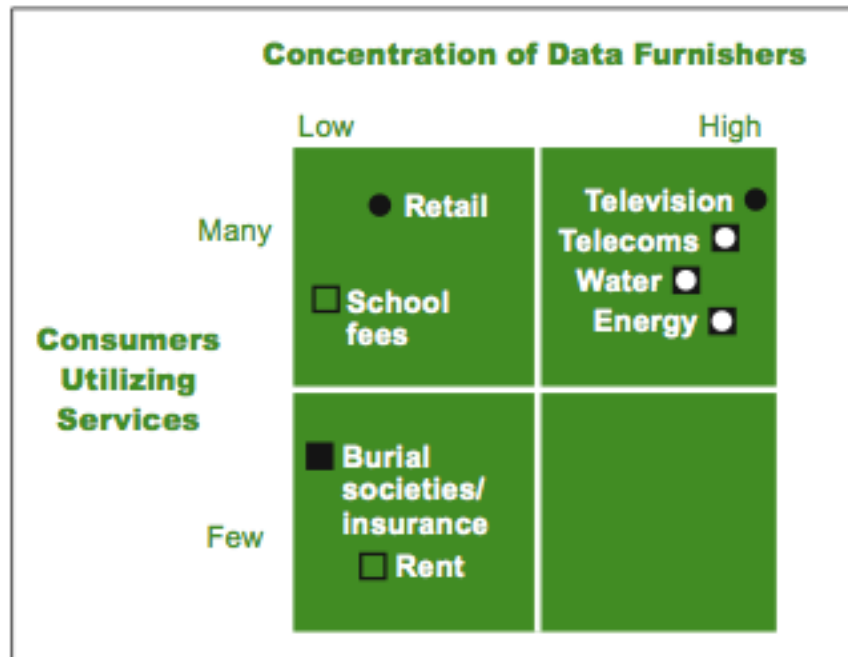 Concentration of Data Furnishers
Low
High
Many
Retail
School
fees
Television
Telecoms
Water
Energy
Consumers
Utilizing
Services
Few
Burial
societies/
insurance
Rent